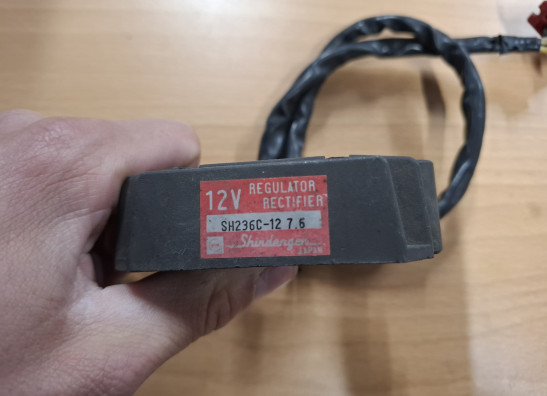 12V REGULATOR
RECTIFIER
SH236C-12 7.6
Shindengen
JAPAN